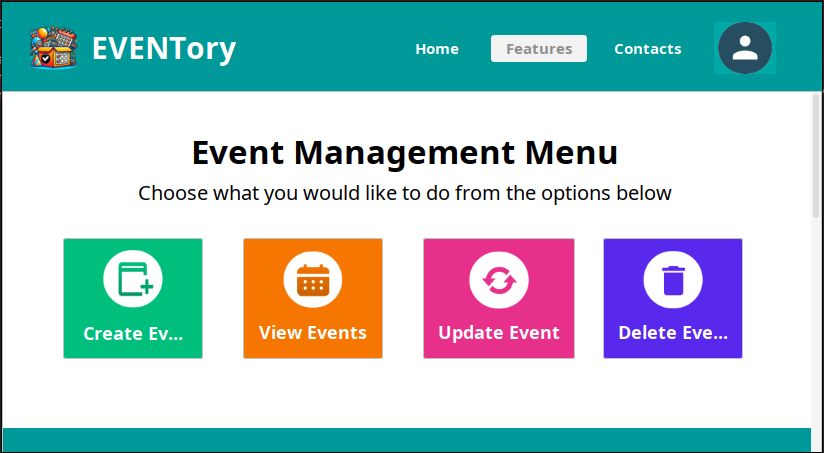 EVENTory
Home
Features
Contacts
Event Management Menu
Choose what you would like to do from the options below
Create Ev...
View Events
Update Event
Delete Eve...